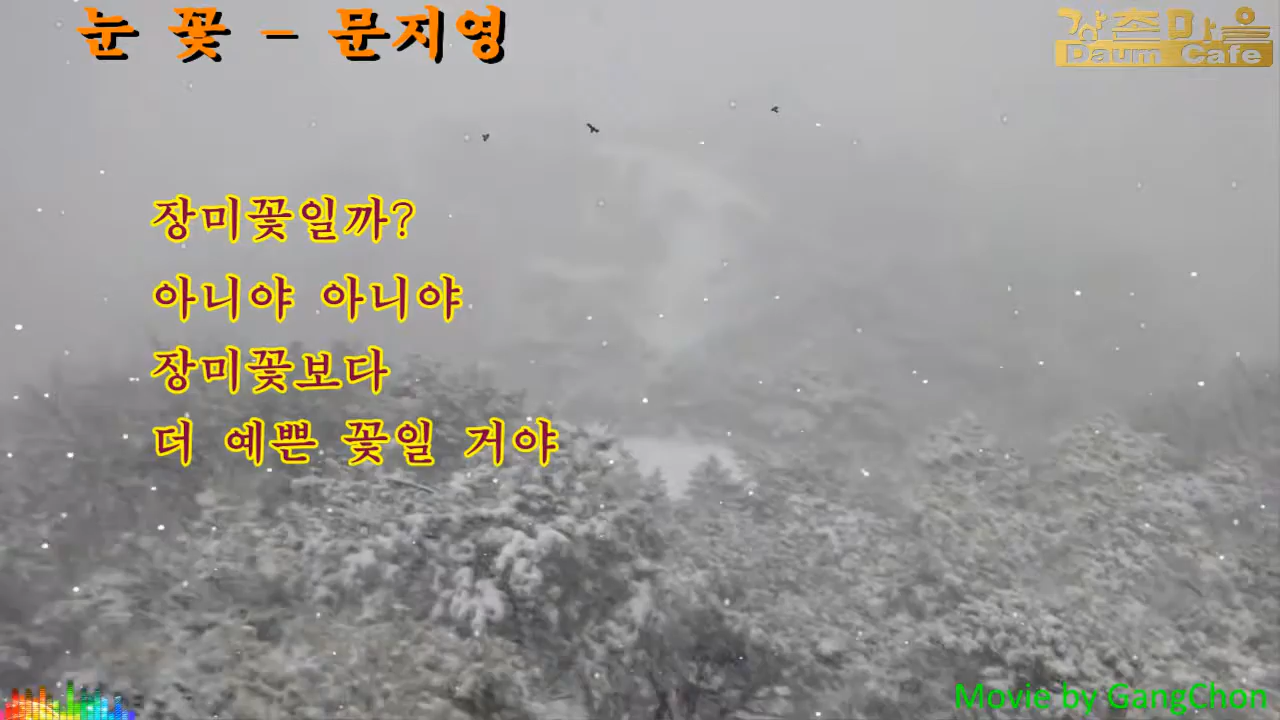 눈 꽃 - 문지영
강촌마을
Daum Cafe
장미꽃일까?
아니야 아니야
장미꽃보다
더 예쁜 꽃일 거야
Movie by GangChon